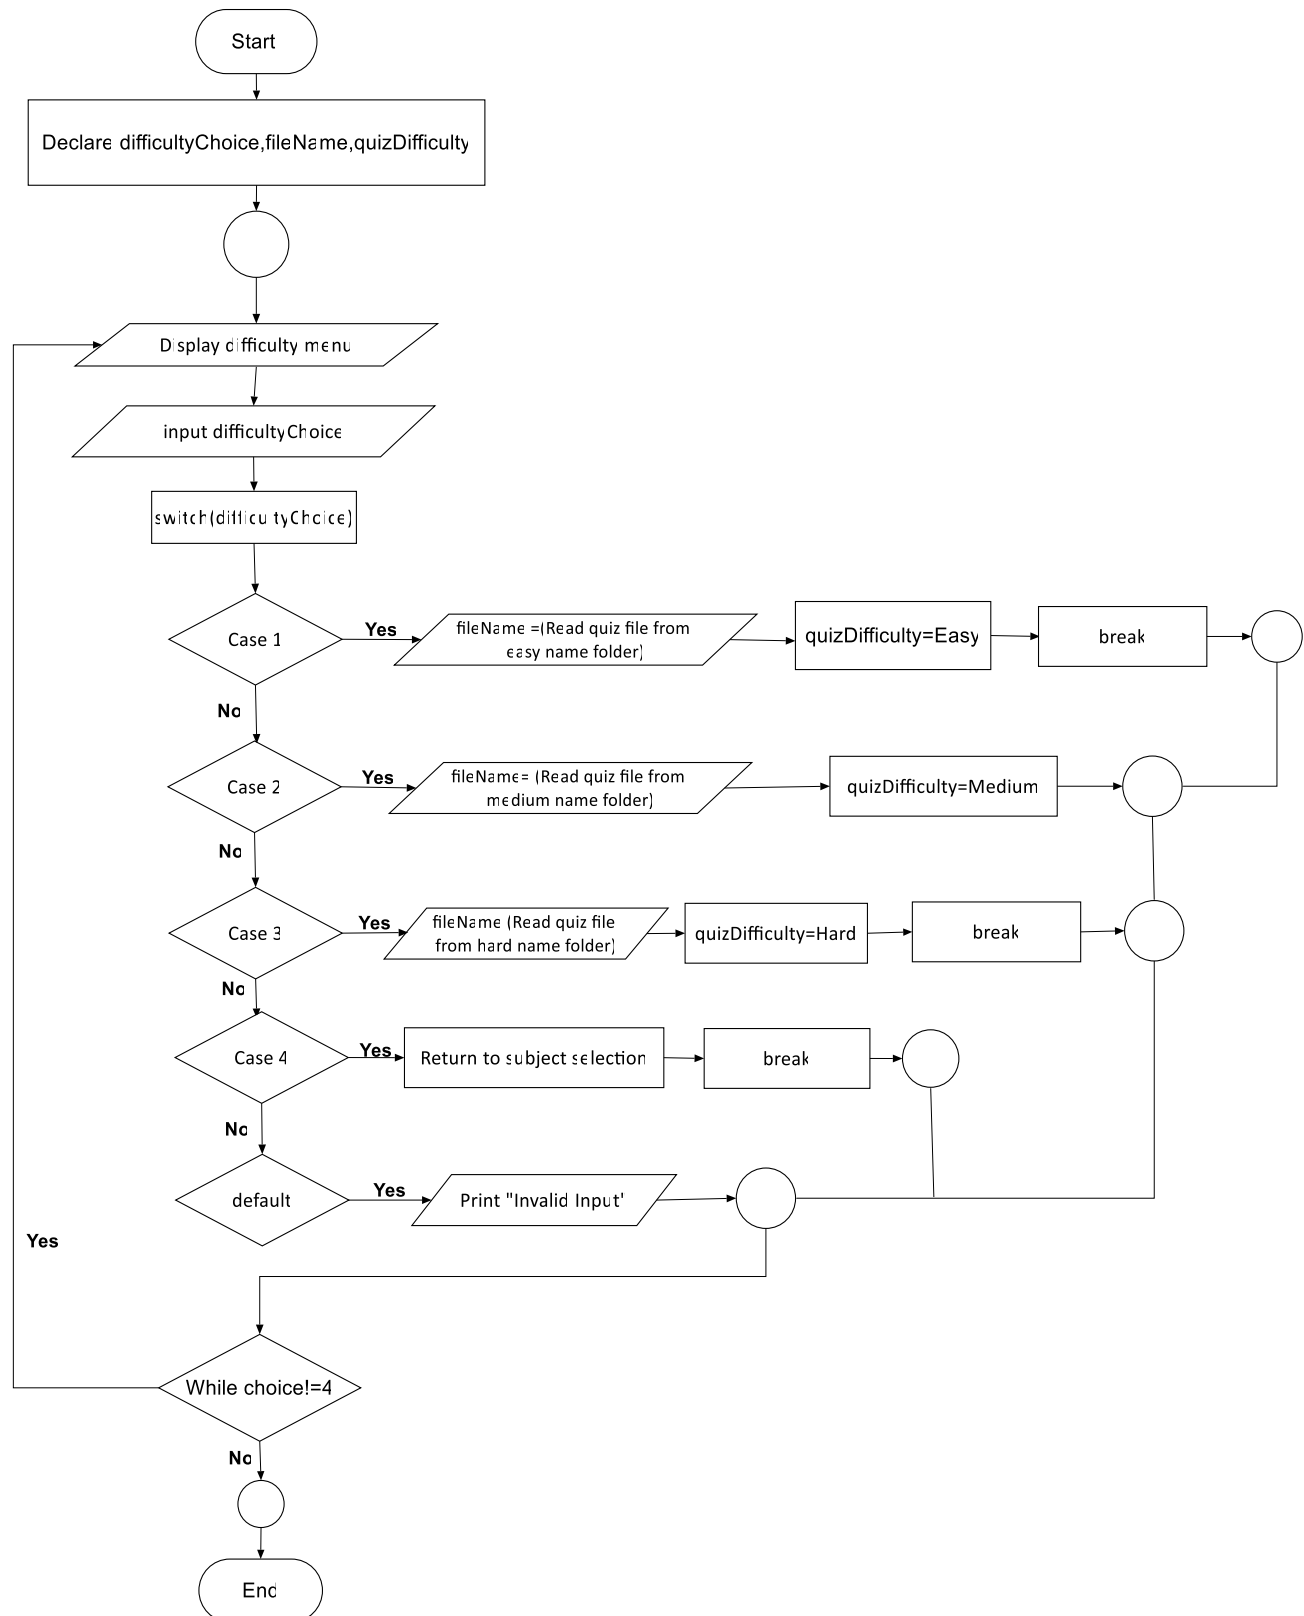 Start
Declare difficultyChoice,fileName,quizDifficulty
Display difficulty menu
input difficultyChoice
switch(difficultyChoice)
Case 1
Yes
fileName =(Read quiz file from
easy name folder)
quizDifficulty=Easy
break
No
Case 2
Yes
fileName= (Read quiz file from
medium name folder)
quizDifficulty=Medium
No
Case 3
Yes
fileName (Read quiz file
from hard name folder)
quizDifficulty=Hard
break
No
Case 4
Yes
Return to subject selection
break
No
default
Yes
Print "Invalid Input'
Yes
While choice!=4
No
End